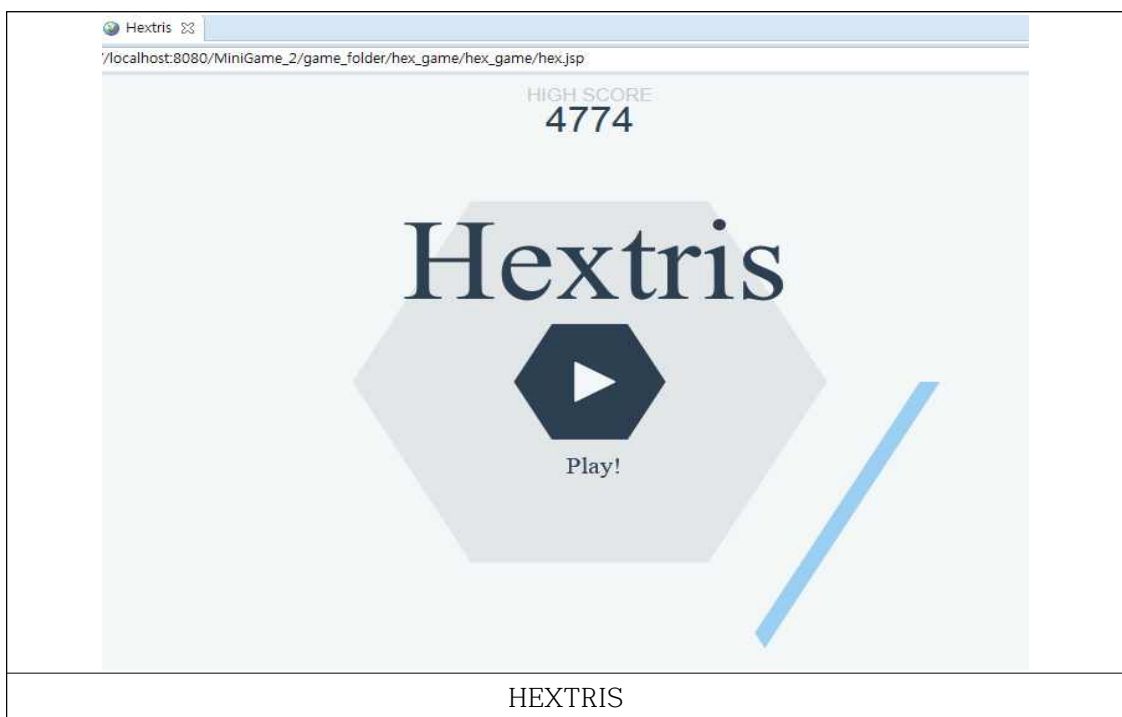 Hextris
/localhost:8080/MiniGame_2/game_folder/hex_game/hex_game/hex.jsp
HIGH SCORE
4774
Hextris
Play!
HEXTRIS